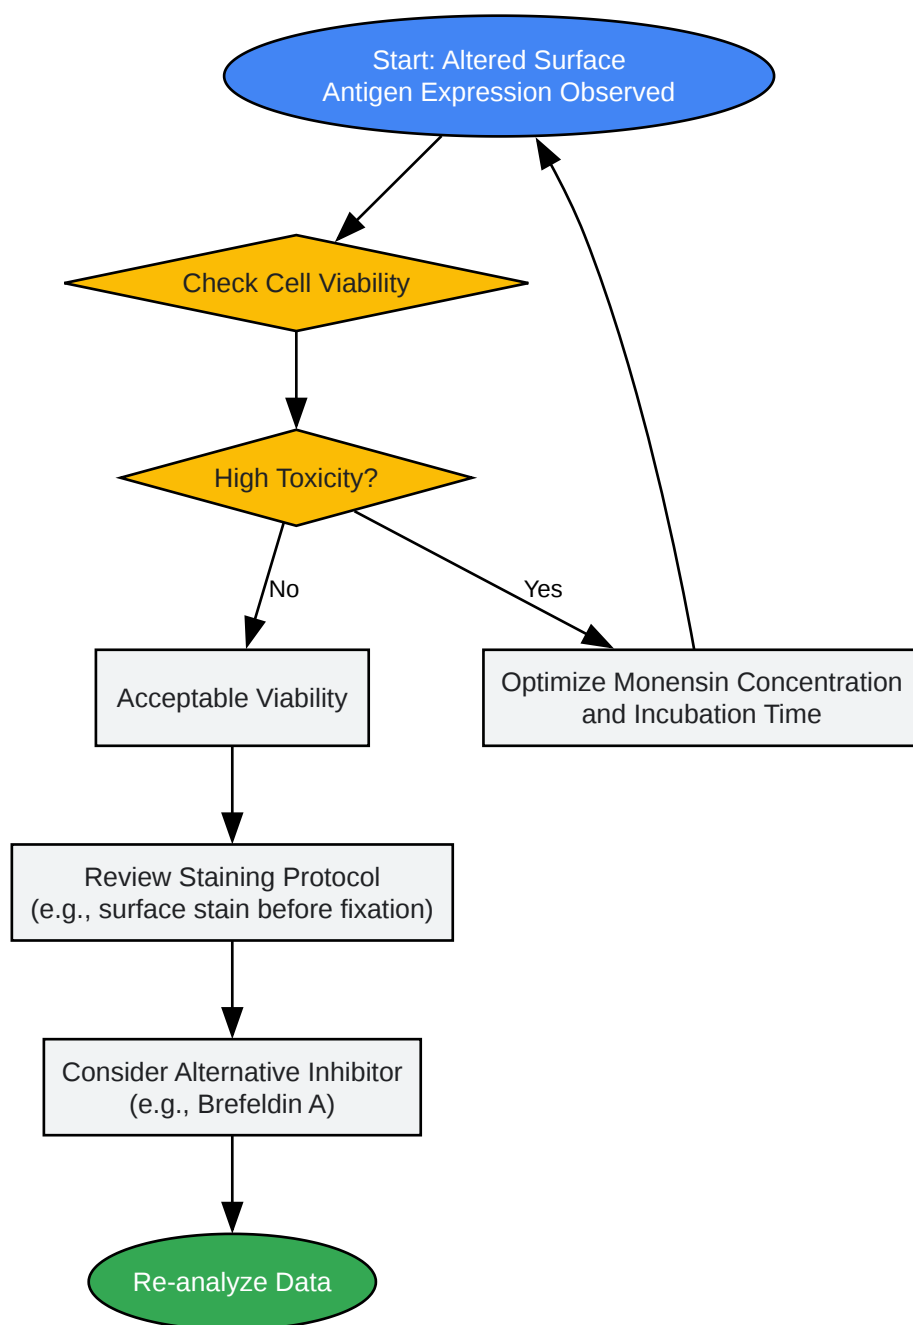 Start: Altered Surface
Antigen Expression Observed
Check Cell Viability
High Toxicity?
No
Yes
Acceptable Viability
Optimize Monensin Concentration
and Incubation Time
Review Staining Protocol
(e.g., surface stain before fixation)
Consider Alternative Inhibitor
(e.g., Brefeldin A)
Re-analyze Data